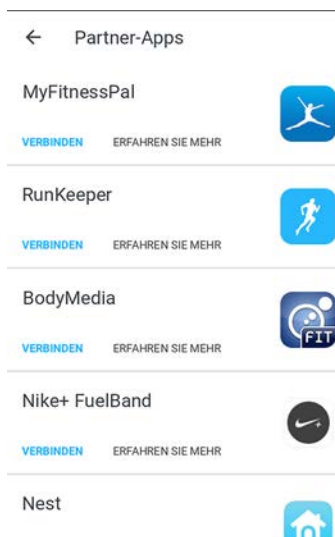 Partner-Apps
MyFitnessPal
VERBINDEN ERFAHREN SIE MEHR
RunKeeper
VERBINDEN ERFAHREN SIE MEHR
BodyMedia
FIT
VERBINDEN ERFAHREN SIE MEHR
Nike+ FuelBand
VERBINDEN ERFAHREN SIE MEHR
Nest